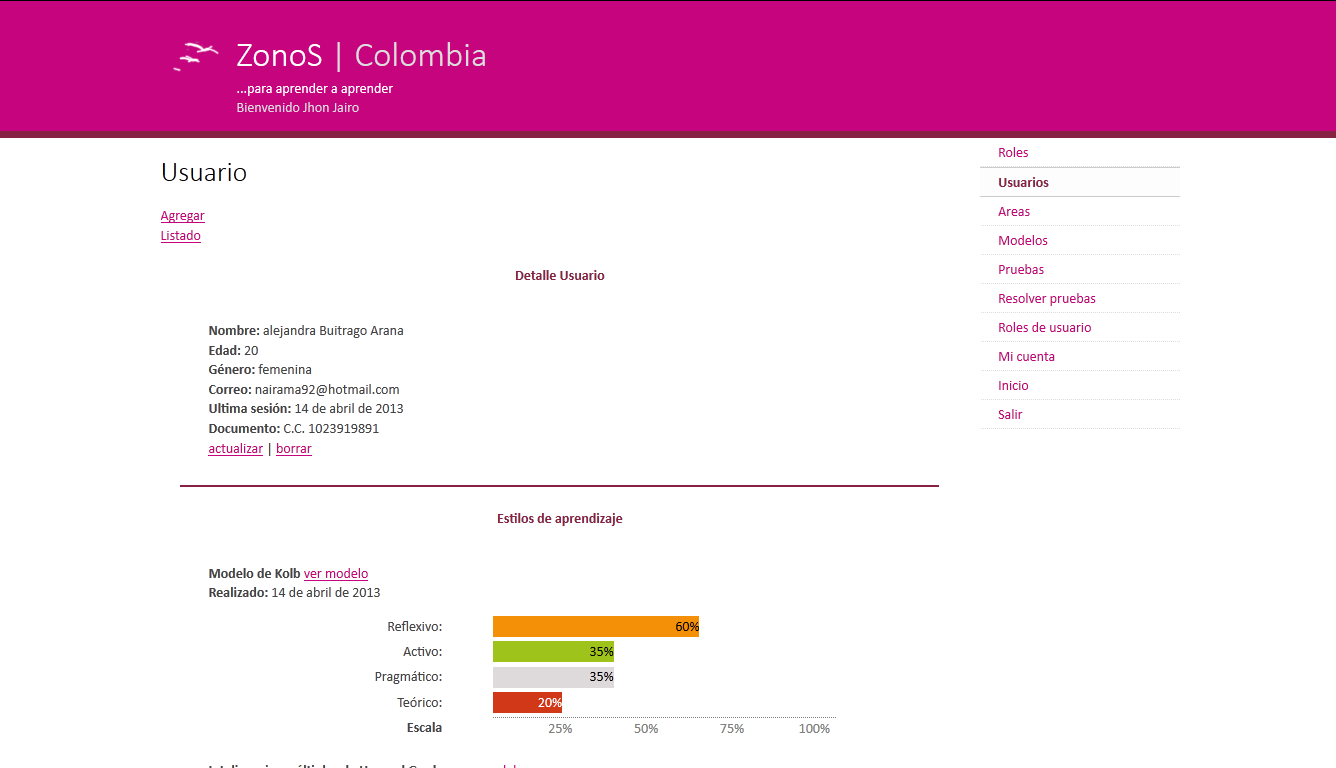 ZonoS | Colombia
...para aprender a aprender
Bienvenido Jhon Jairo
Usuario
Agregar
Listado
Detalle Usuario
Nombre: alejandra Buitrago Arana
Edad: 20
Género: femenina
Correo: nairama92@hotmail.com
Ultima sesión: 14 de abril de 2013
Documento: C.C. 1023919891
actualizar | borrar
Estilos de aprendizaje
Modelo de Kolb ver modelo
Realizado: 14 de abril de 2013
Reflexivo: 60%
Activo: 35%
Pragmático: 35%
Teórico: 20%
Escala 25% 50% 75% 100%
Roles
Usuarios
Areas
Modelos
Pruebas
Resolver pruebas
Roles de usuario
Mi cuenta
Inicio
Salir